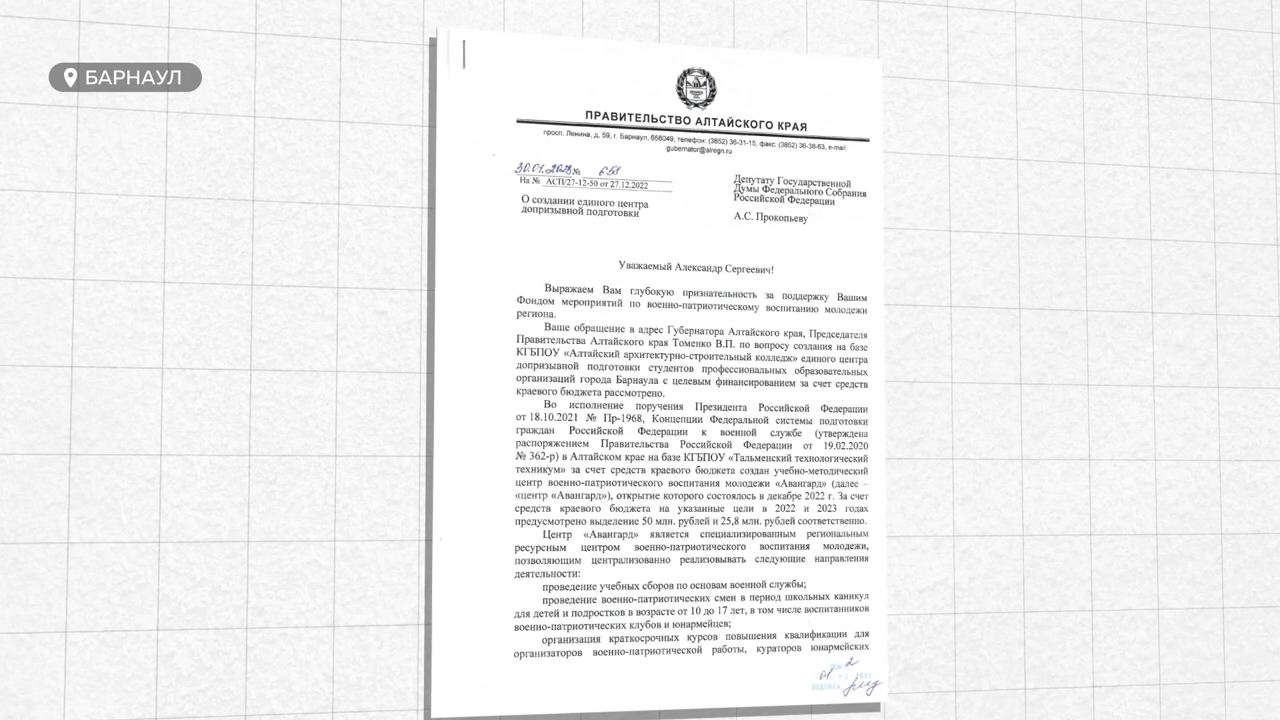 БАРНАУЛ
ПРАВИТЕЛЬСТВО АЛТАЙСКОГО КРАЯ
просп. Ленина, д. 59, г. Барнаул, 656049, телефон: (3852) 36-31-15, факс: (3852) 36-38-63, e-mail:
gubernator@alregn.ru
30.01.2023 №
На № АСП/27-12-50 от 27.12.2022
О создании единого центра
допризывной подготовки
Депутату Государственной
Думы Федерального Собрания
Российской Федерации
А.С. Прокопьеву
Уважаемый Александр Сергеевич!
Выражаем Вам глубокую признательность за поддержку Вашим
Фондом мероприятий по военно-патриотическому воспитанию молодежи
региона.
Ваше обращение в адрес Губернатора Алтайского края, Председателя
Правительства Алтайского края Томенко В.П. по вопросу создания на базе
КГБПОУ «Алтайский архитектурно-строительный колледж» единого центра
допризывной подготовки студентов профессиональных образовательных
организаций города Барнаула с целевым финансированием за счет средств
краевого бюджета рассмотрено.
Во исполнение поручения Президента Российской Федерации
от 18.10.2021 № Пр-1968, Концепции Федеральной системы подготовки
граждан Российской Федерации к военной службе (утверждена
распоряжением Правительства Российской Федерации от 19.02.2020
№ 362-р) в Алтайском крае на базе КГБПОУ «Тальменский технологический
техникум» за счет средств краевого бюджета создан учебно-методический
центр военно-патриотического воспитания молодежи «Авангард» (далее –
«центр «Авангард»), открытие которого состоялось в декабре 2022 г. За счет
средств краевого бюджета на указанные цели в 2022 и 2023 годах
предусмотрено выделение 50 млн. рублей и 25,8 млн. рублей соответственно.
Центр «Авангард» является специализированным региональным
ресурсным центром военно-патриотического воспитания молодежи,
позволяющим централизованно реализовывать следующие направления
деятельности:
проведение учебных сборов по основам военной службы;
проведение военно-патриотических смен в период школьных каникул
для детей и подростков в возрасте от 10 до 17 лет, в том числе воспитанников
военно-патриотических клубов и юнармейцев;
организация краткосрочных курсов повышения квалификации для
организаторов военно-патриотической работы, кураторов юнармейских